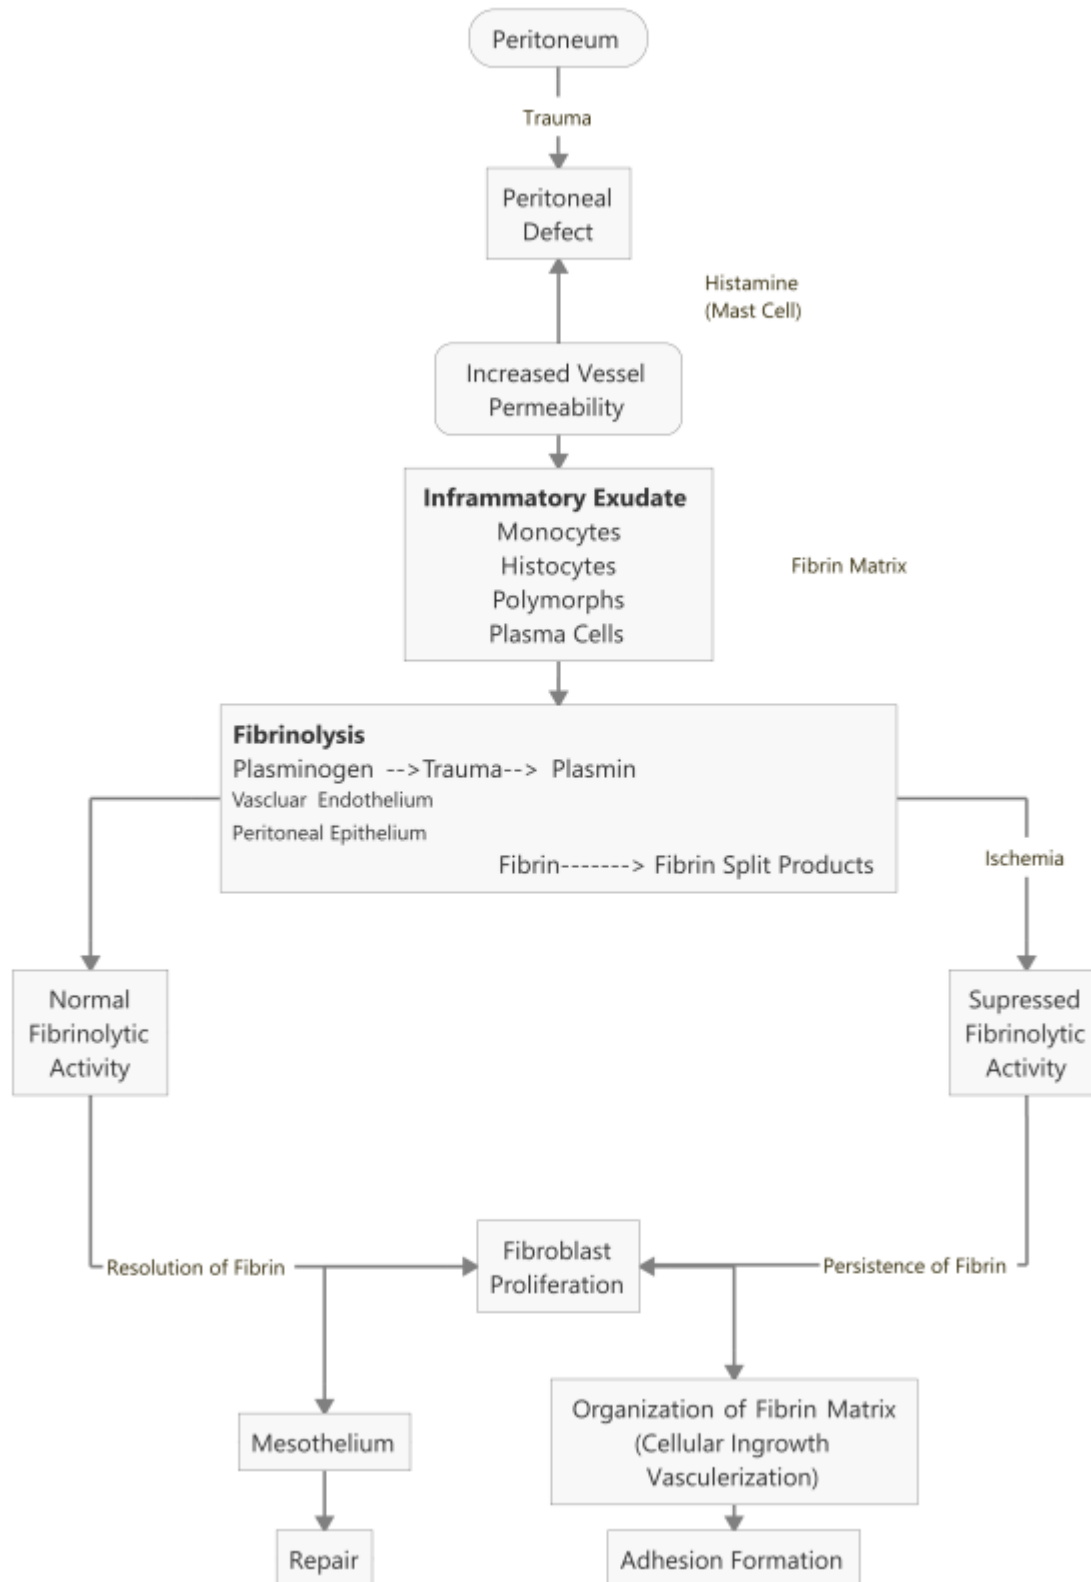 Peritoneum
Trauma
Peritoneal
Defect
Histamine
(Mast Cell)
Increased Vessel
Permeability
Inframmatory Exudate
Monocytes
Histocytes
Polymorphs
Plasma Cells
Fibrin Matrix
Fibrinolysis
Plasminogen -->Trauma--> Plasmin
Vascluar Endothelium
Peritoneal Epithelium
Fibrin-------> Fibrin Split Products
Ischemia
Normal
Fibrinolytic
Activity
Supressed
Fibrinolytic
Activity
Resolution of Fibrin
Fibroblast
Proliferation
Persistence of Fibrin
Mesothelium
Organization of Fibrin Matrix
(Cellular Ingrowth
Vasculerization)
Repair
Adhesion Formation